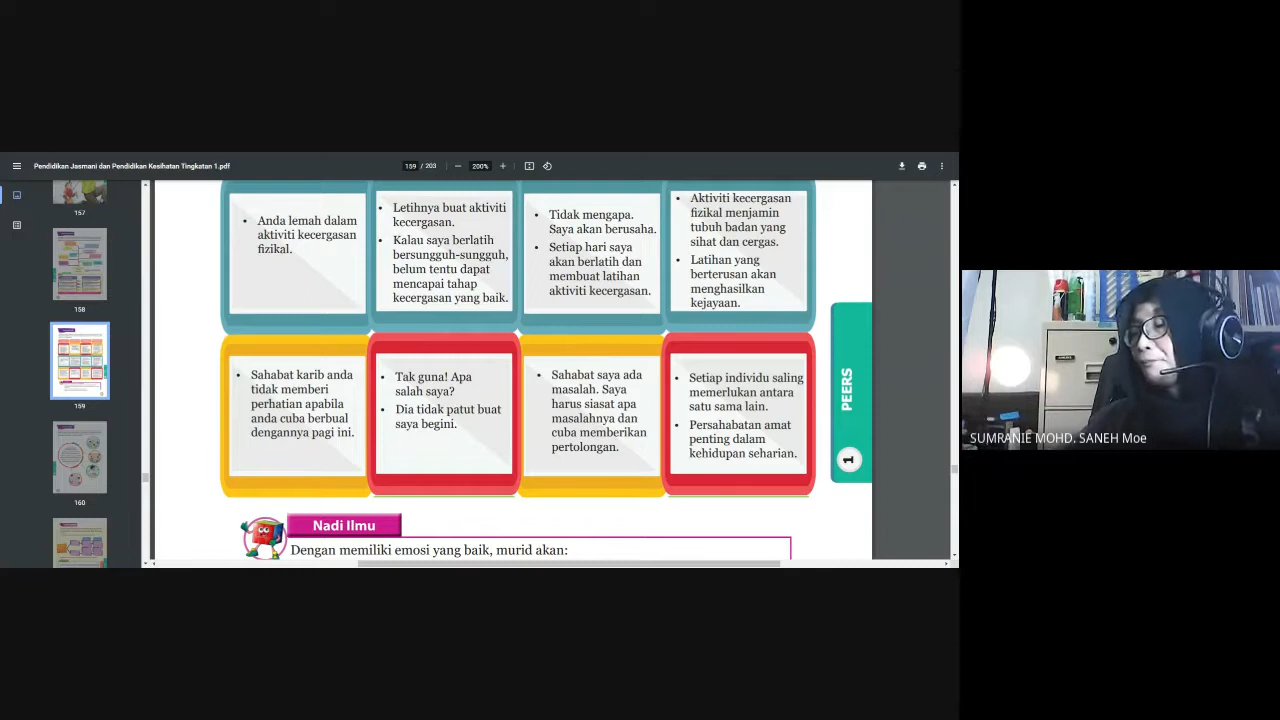 Pendidikan Jasmani dan Pendidikan Kesihatan Tingkatan 1.pdf
159 / 203
200%
157
158
159
160
• Anda lemah dalam
aktiviti kecergasan
fizikal.
• Letihnya buat aktiviti
kecergasan.
• Kalau saya berlatih
bersungguh-sungguh,
belum tentu dapat
mencapai tahap
kecergasan yang baik.
• Tidak mengapa.
Saya akan berusaha.
• Setiap hari saya
akan berlatih dan
membuat latihan
aktiviti kecergasan.
• Aktiviti kecergasan
fizikal menjamin
tubuh badan yang
sihat dan cergas.
• Latihan yang
berterusan akan
menghasilkan
kejayaan.
• Sahabat karib anda
tidak memberi
perhatian apabila
anda cuba berbual
dengannya pagi ini.
• Tak guna! Apa
salah saya?
• Dia tidak patut buat
saya begini.
• Sahabat saya ada
masalah. Saya
harus siasat apa
masalahnya dan
cuba memberikan
pertolongan.
• Setiap individu saling
memerlukan antara
satu sama lain.
• Persahabatan amat
penting dalam
kehidupan seharian.
PEERS
1
Nadi Ilmu
Dengan memiliki emosi yang baik, murid akan:
SUMRANIE MOHD. SANEH Moe